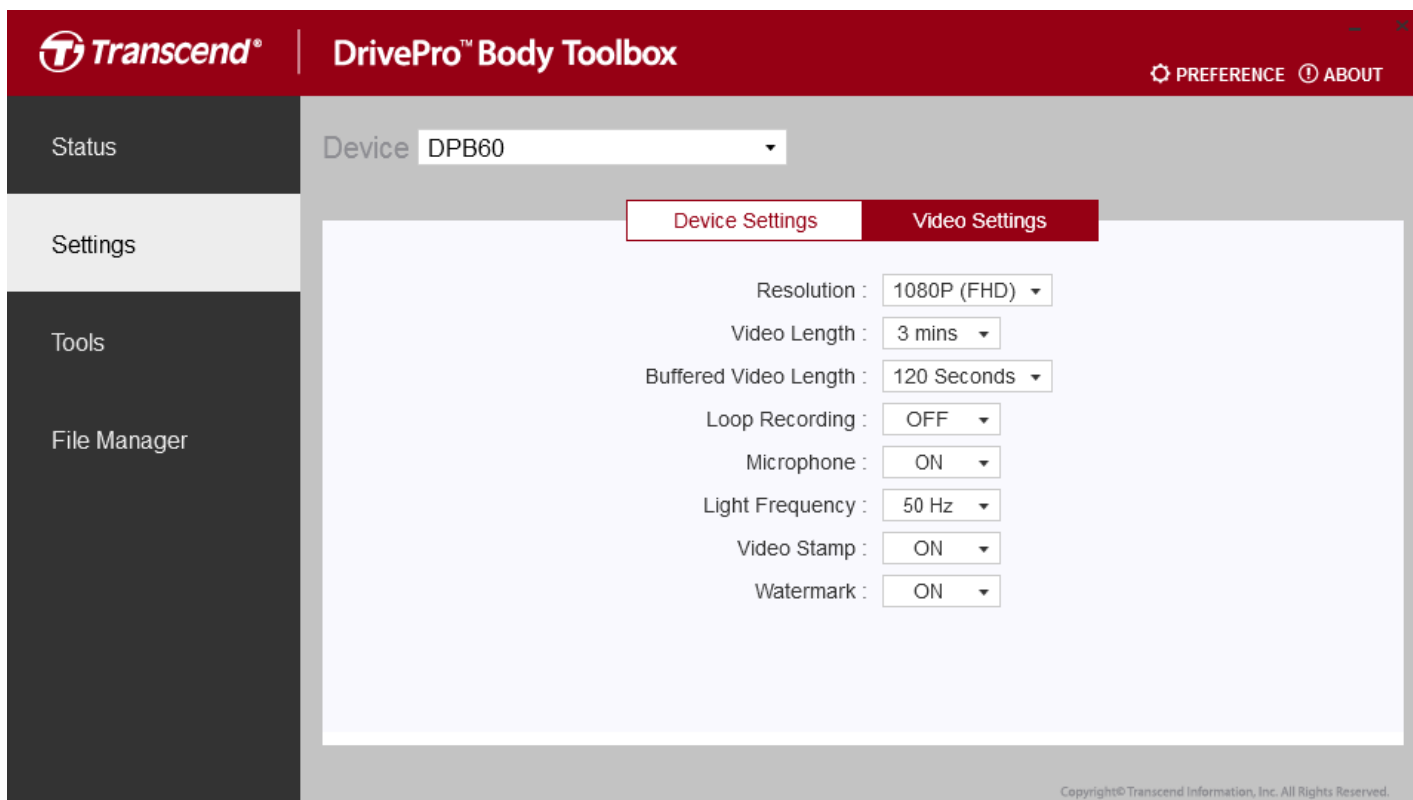 Transcend® DrivePro™ Body Toolbox
PREFERENCE ABOUT
Status
Settings
Tools
File Manager
Device DPB60
Device Settings Video Settings
Resolution : 1080P (FHD)
Video Length : 3 mins
Buffered Video Length : 120 Seconds
Loop Recording : OFF
Microphone : ON
Light Frequency : 50 Hz
Video Stamp : ON
Watermark : ON
Copyright© Transcend Information, Inc. All Rights Reserved.